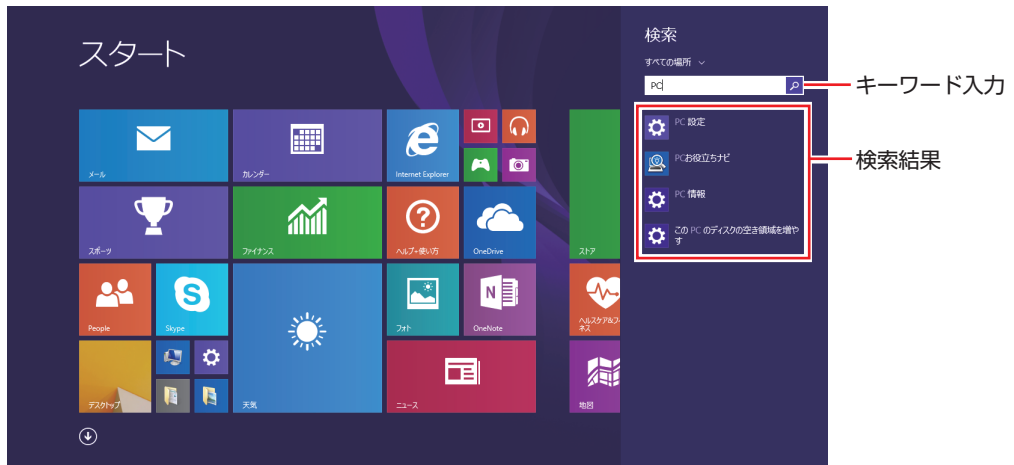 スタート
メール
カレンダー
Internet Explorer
スポーツ
ファイナンス
ヘルプ+使い方
OneDrive
ストア
People
Skype
天気
フォト
OneNote
ヘルスケア&フィ
ネス
デスクトップ
ニュース
地図
検索
すべての場所
PC
PC 設定
PCお役立ちナビ
PC 情報
この PC のディスクの空き領域を増や
す
キーワード入力
検索結果